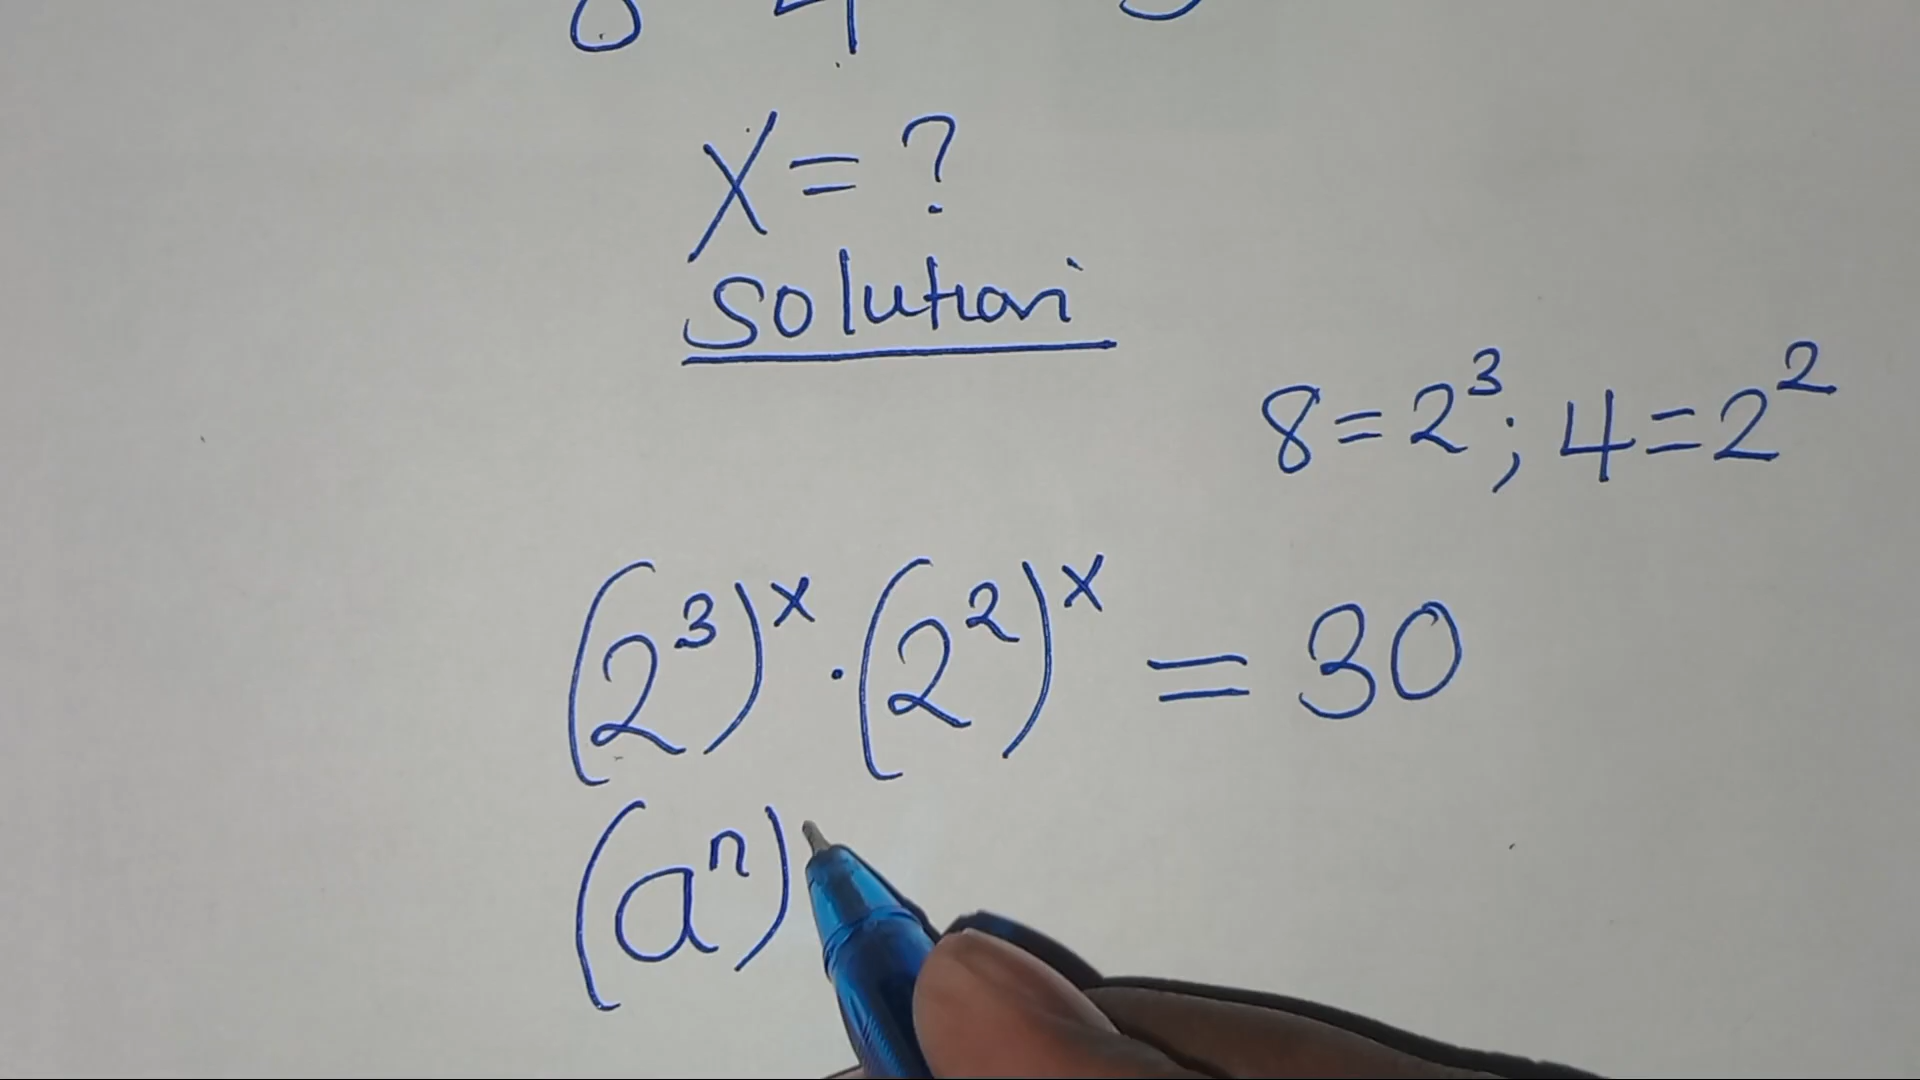 X = ?
Solution
8 = 2³; 4 = 2²
(2³)ˣ · (2²)ˣ = 30
(aⁿ)